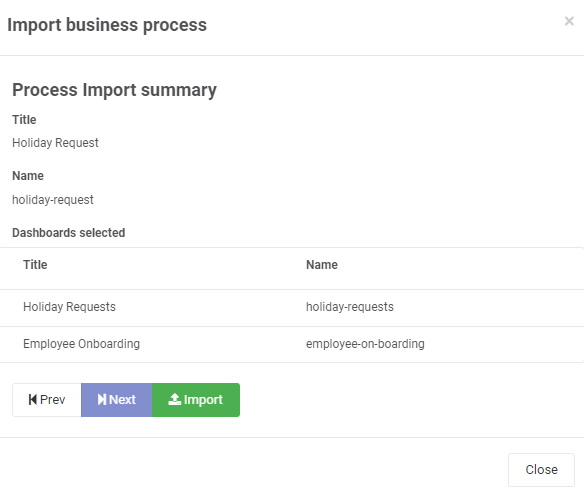 Import business process ×
Process Import summary
Title
Holiday Request
Name
holiday-request
Dashboards selected
Title Name
Holiday Requests holiday-requests
Employee Onboarding employee-on-boarding
Prev Next Import
Close